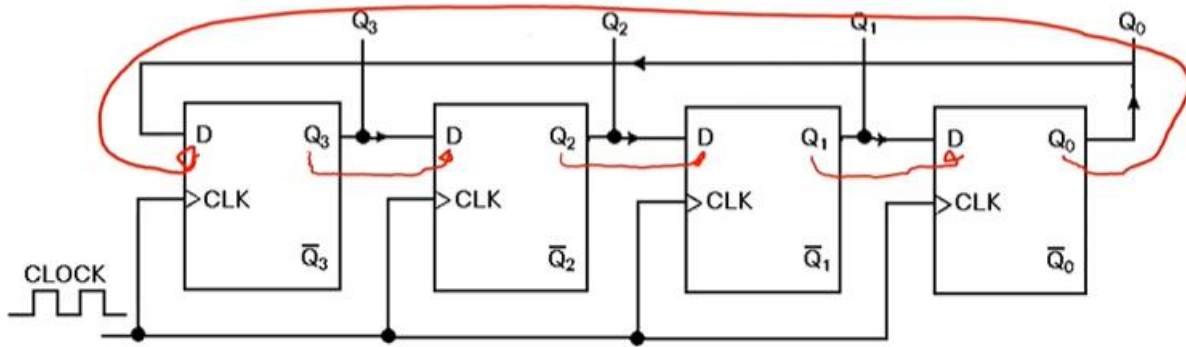 Q₃ Q₂ Q₁ Q₀
D Q₃ D Q₂ D Q₁ D Q₀
CLK CLK CLK CLK
Q̅₃ Q̅₂ Q̅₁ Q̅₀
CLOCK